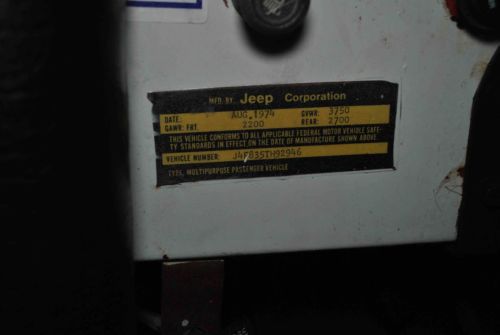 MFD. BY Jeep Corporation
DATE: AUG. 1974 GVWR: 3750
GAWR: FRT. 2200 REAR: 2700
THIS VEHICLE CONFORMS TO ALL APPLICABLE FEDERAL MOTOR VEHICLE SAFE-
TY STANDARDS IN EFFECT ON THE DATE OF MANUFACTURE SHOWN ABOVE
VEHICLE NUMBER: J4F835TH92946
TYPE: MULTIPURPOSE PASSENGER VEHICLE